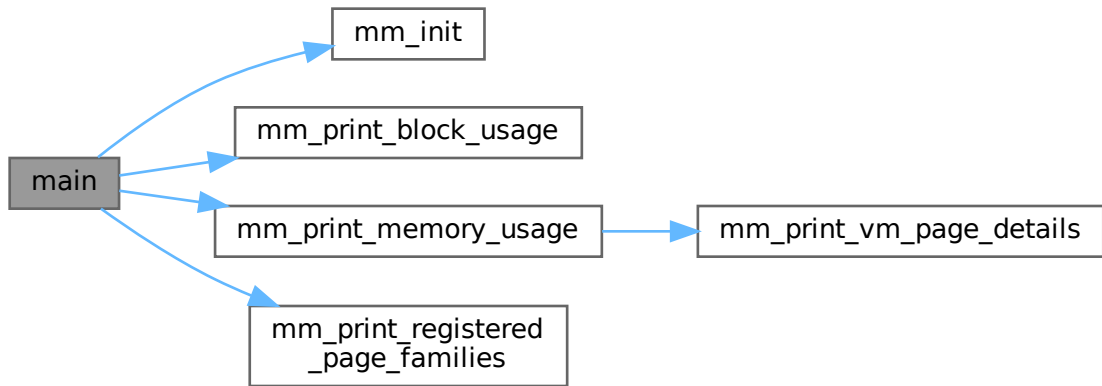 mm_init
mm_print_block_usage
main
mm_print_memory_usage
mm_print_vm_page_details
mm_print_registered
_page_families